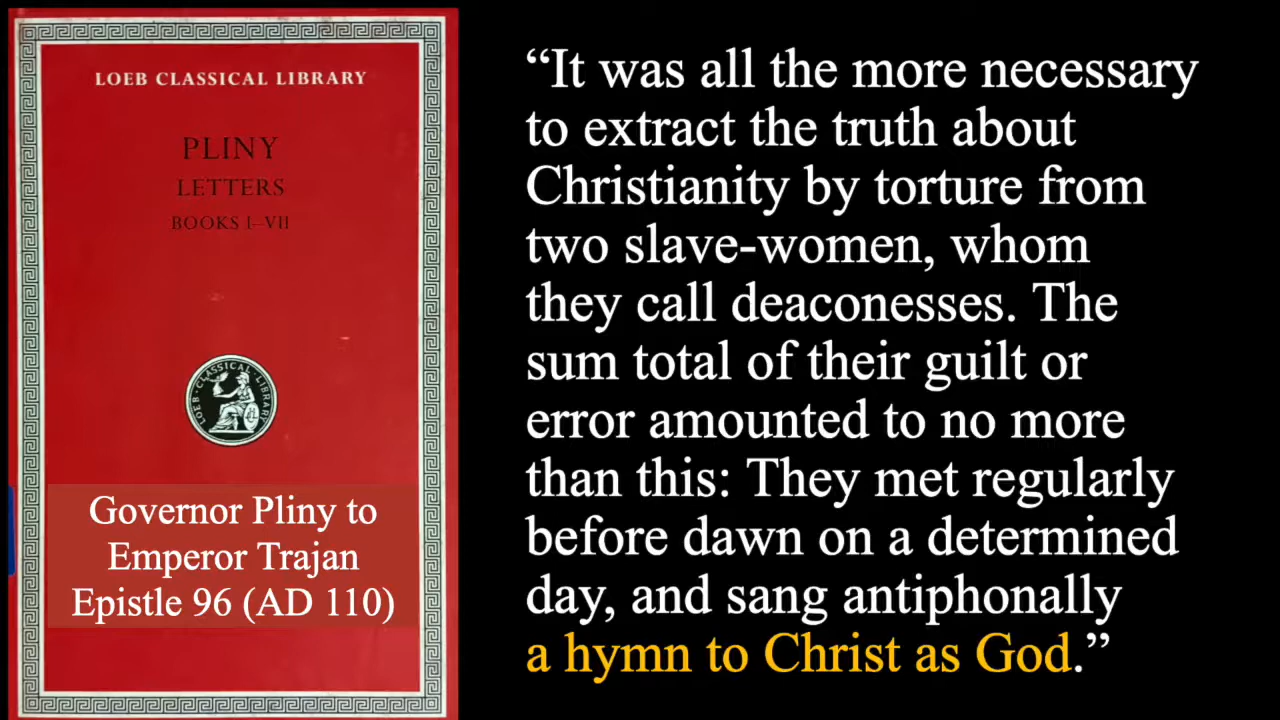 LOEB CLASSICAL LIBRARY
PLINY
LETTERS
BOOKS I–VII
LOEB CLASSICAL LIBRARY
Governor Pliny to
Emperor Trajan
Epistle 96 (AD 110)
“It was all the more necessary
to extract the truth about
Christianity by torture from
two slave-women, whom
they call deaconesses. The
sum total of their guilt or
error amounted to no more
than this: They met regularly
before dawn on a determined
day, and sang antiphonally
a hymn to Christ as God.”